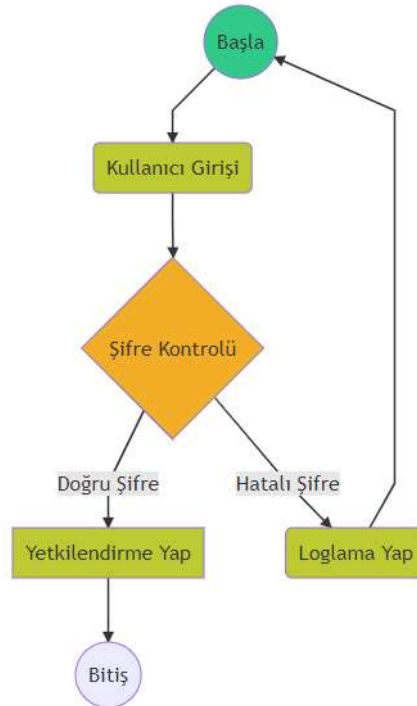 Başla
Kullanıcı Girişi
Şifre Kontrolü
Doğru Şifre
Hatalı Şifre
Yetkilendirme Yap
Loglama Yap
Bitiş